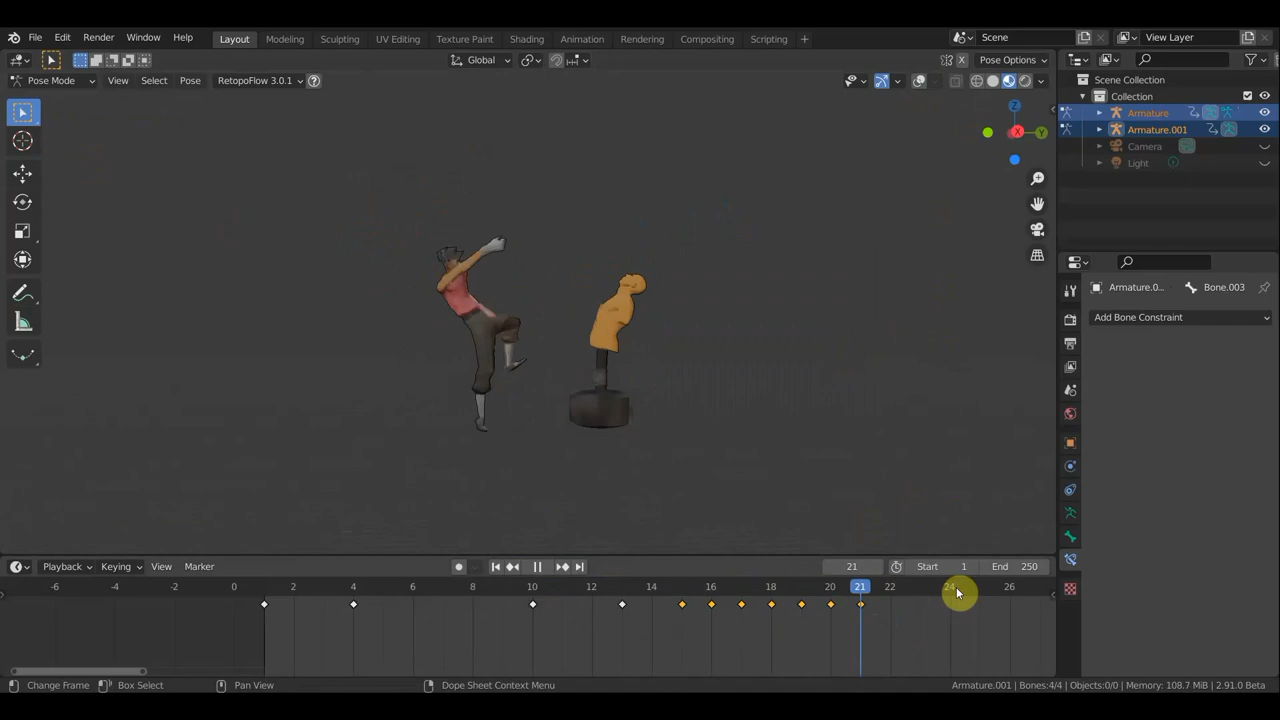 File Edit Render Window Help Layout Modeling Sculpting UV Editing Texture Paint Shading Animation Rendering Compositing Scripting + Scene View Layer
Global Pose Options
Pose Mode View Select Pose RetopoFlow 3.0.1
Z
X
Y
Scene Collection
Collection
Armature
Armature.001
Camera
Light
Armature.0... Bone.003
Add Bone Constraint
Playback Keying View Marker 21 Start 1 End 250
-6 -4 -2 0 2 4 6 8 10 12 14 16 18 20 21 22 24 26
Change Frame Box Select Pan View Dope Sheet Context Menu Armature.001 | Bones:4/4 | Objects:0/0 | Memory: 108.7 MiB | 2.91.0 Beta